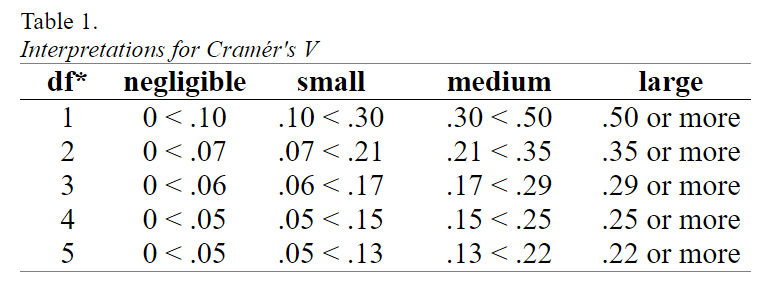 Table 1.
Interpretations for Cramér's V
df* negligible small medium large
1 0 < .10 .10 < .30 .30 < .50 .50 or more
2 0 < .07 .07 < .21 .21 < .35 .35 or more
3 0 < .06 .06 < .17 .17 < .29 .29 or more
4 0 < .05 .05 < .15 .15 < .25 .25 or more
5 0 < .05 .05 < .13 .13 < .22 .22 or more